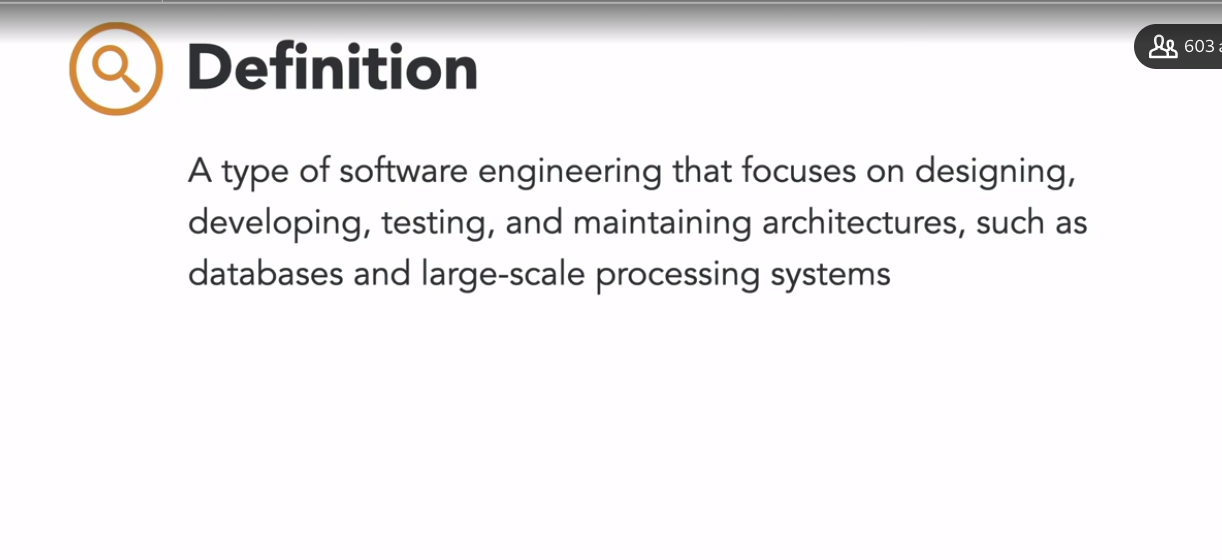 Definition
603
A type of software engineering that focuses on designing,
developing, testing, and maintaining architectures, such as
databases and large-scale processing systems